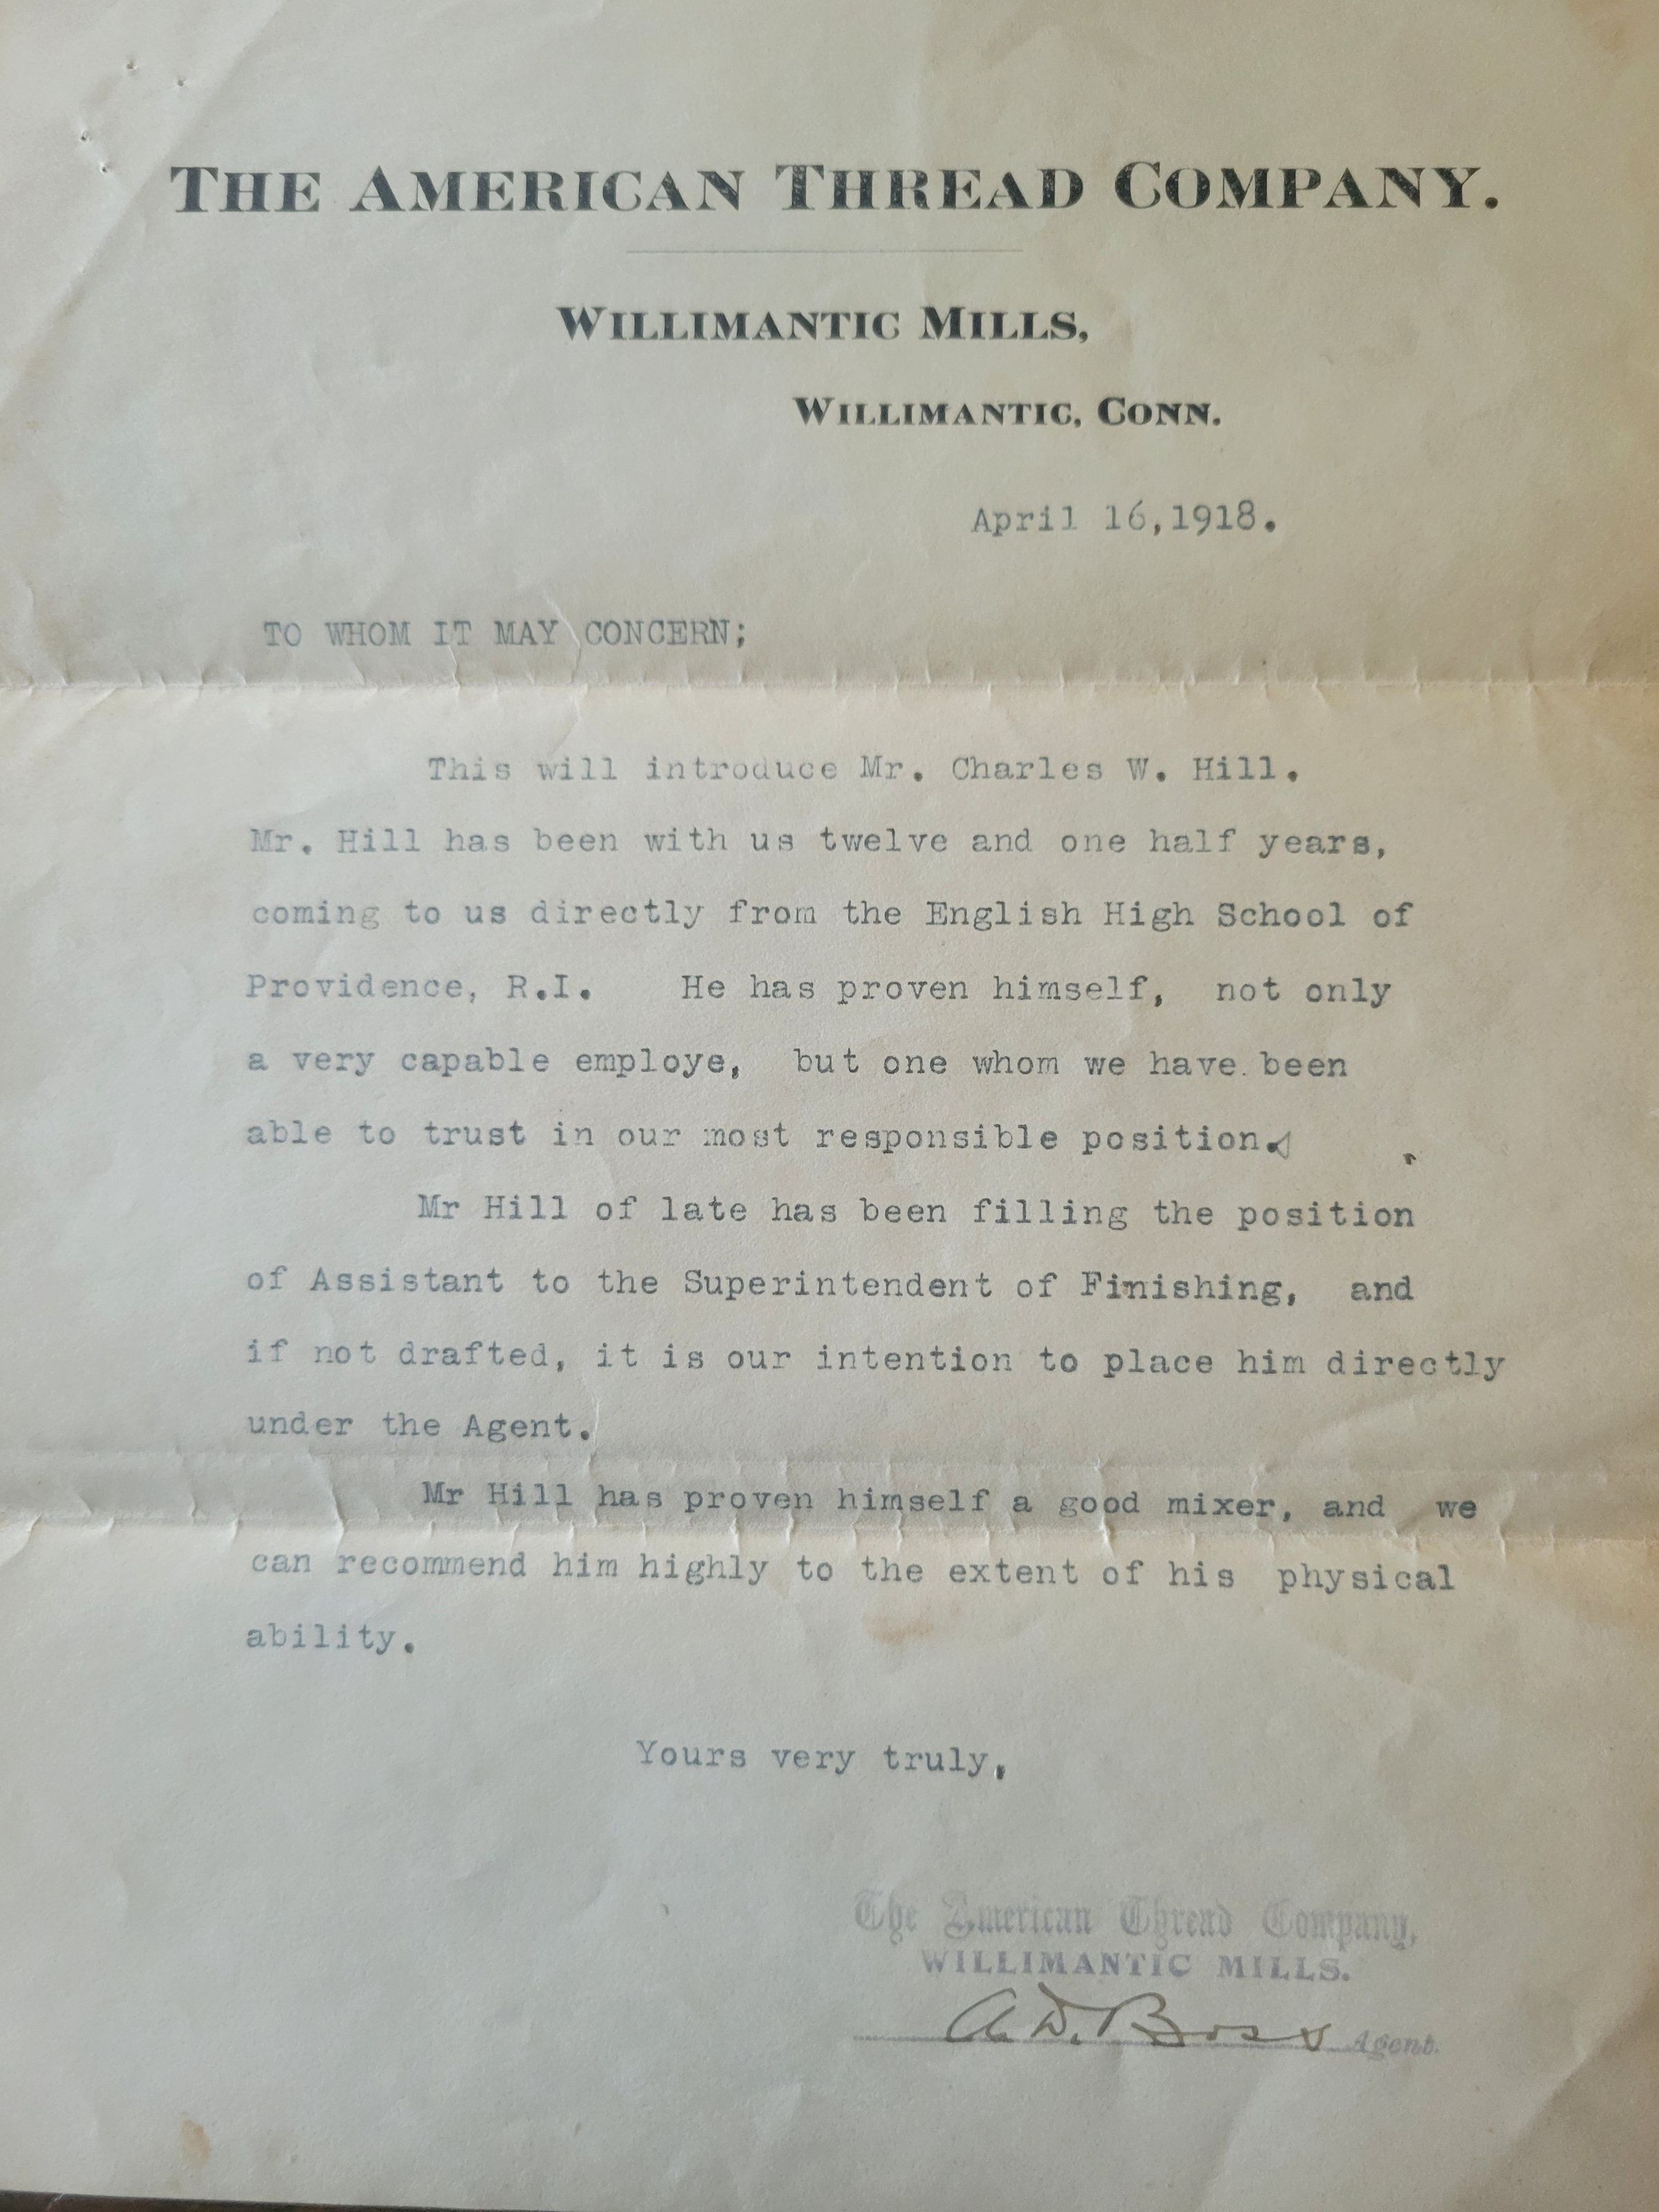 THE AMERICAN THREAD COMPANY.
WILLIMANTIC MILLS,
WILLIMANTIC, CONN.
April 16,1918.
TO WHOM IT MAY CONCERN;
This will introduce Mr. Charles W. Hill.
Mr. Hill has been with us twelve and one half years,
coming to us directly from the English High School of
Providence, R.I. He has proven himself, not only
a very capable employe, but one whom we have been
able to trust in our most responsible position.
Mr Hill of late has been filling the position
of Assistant to the Superintendent of Finishing, and
if not drafted, it is our intention to place him directly
under the Agent.
Mr Hill has proven himself a good mixer, and we
can recommend him highly to the extent of his physical
ability.
Yours very truly,
The American Thread Company,
WILLIMANTIC MILLS.
A. D. Boss Agent.